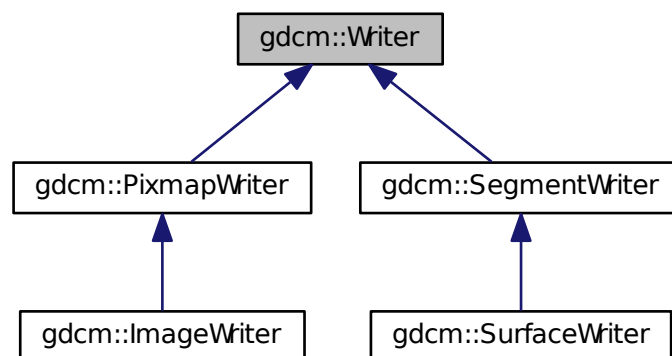 gdcm::Writer
gdcm::PixmapWriter
gdcm::SegmentWriter
gdcm::ImageWriter
gdcm::SurfaceWriter